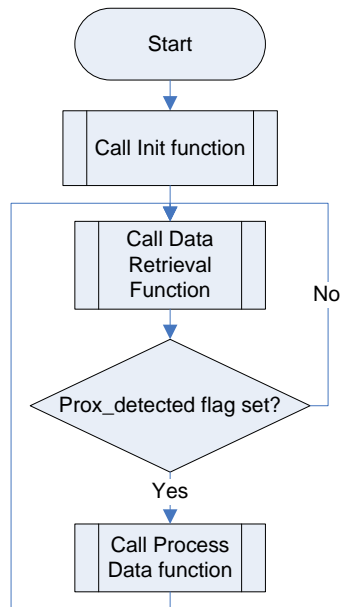 Start
Call Init function
Call Data
Retrieval
Function
No
Prox_detected flag set?
Yes
Call Process
Data function